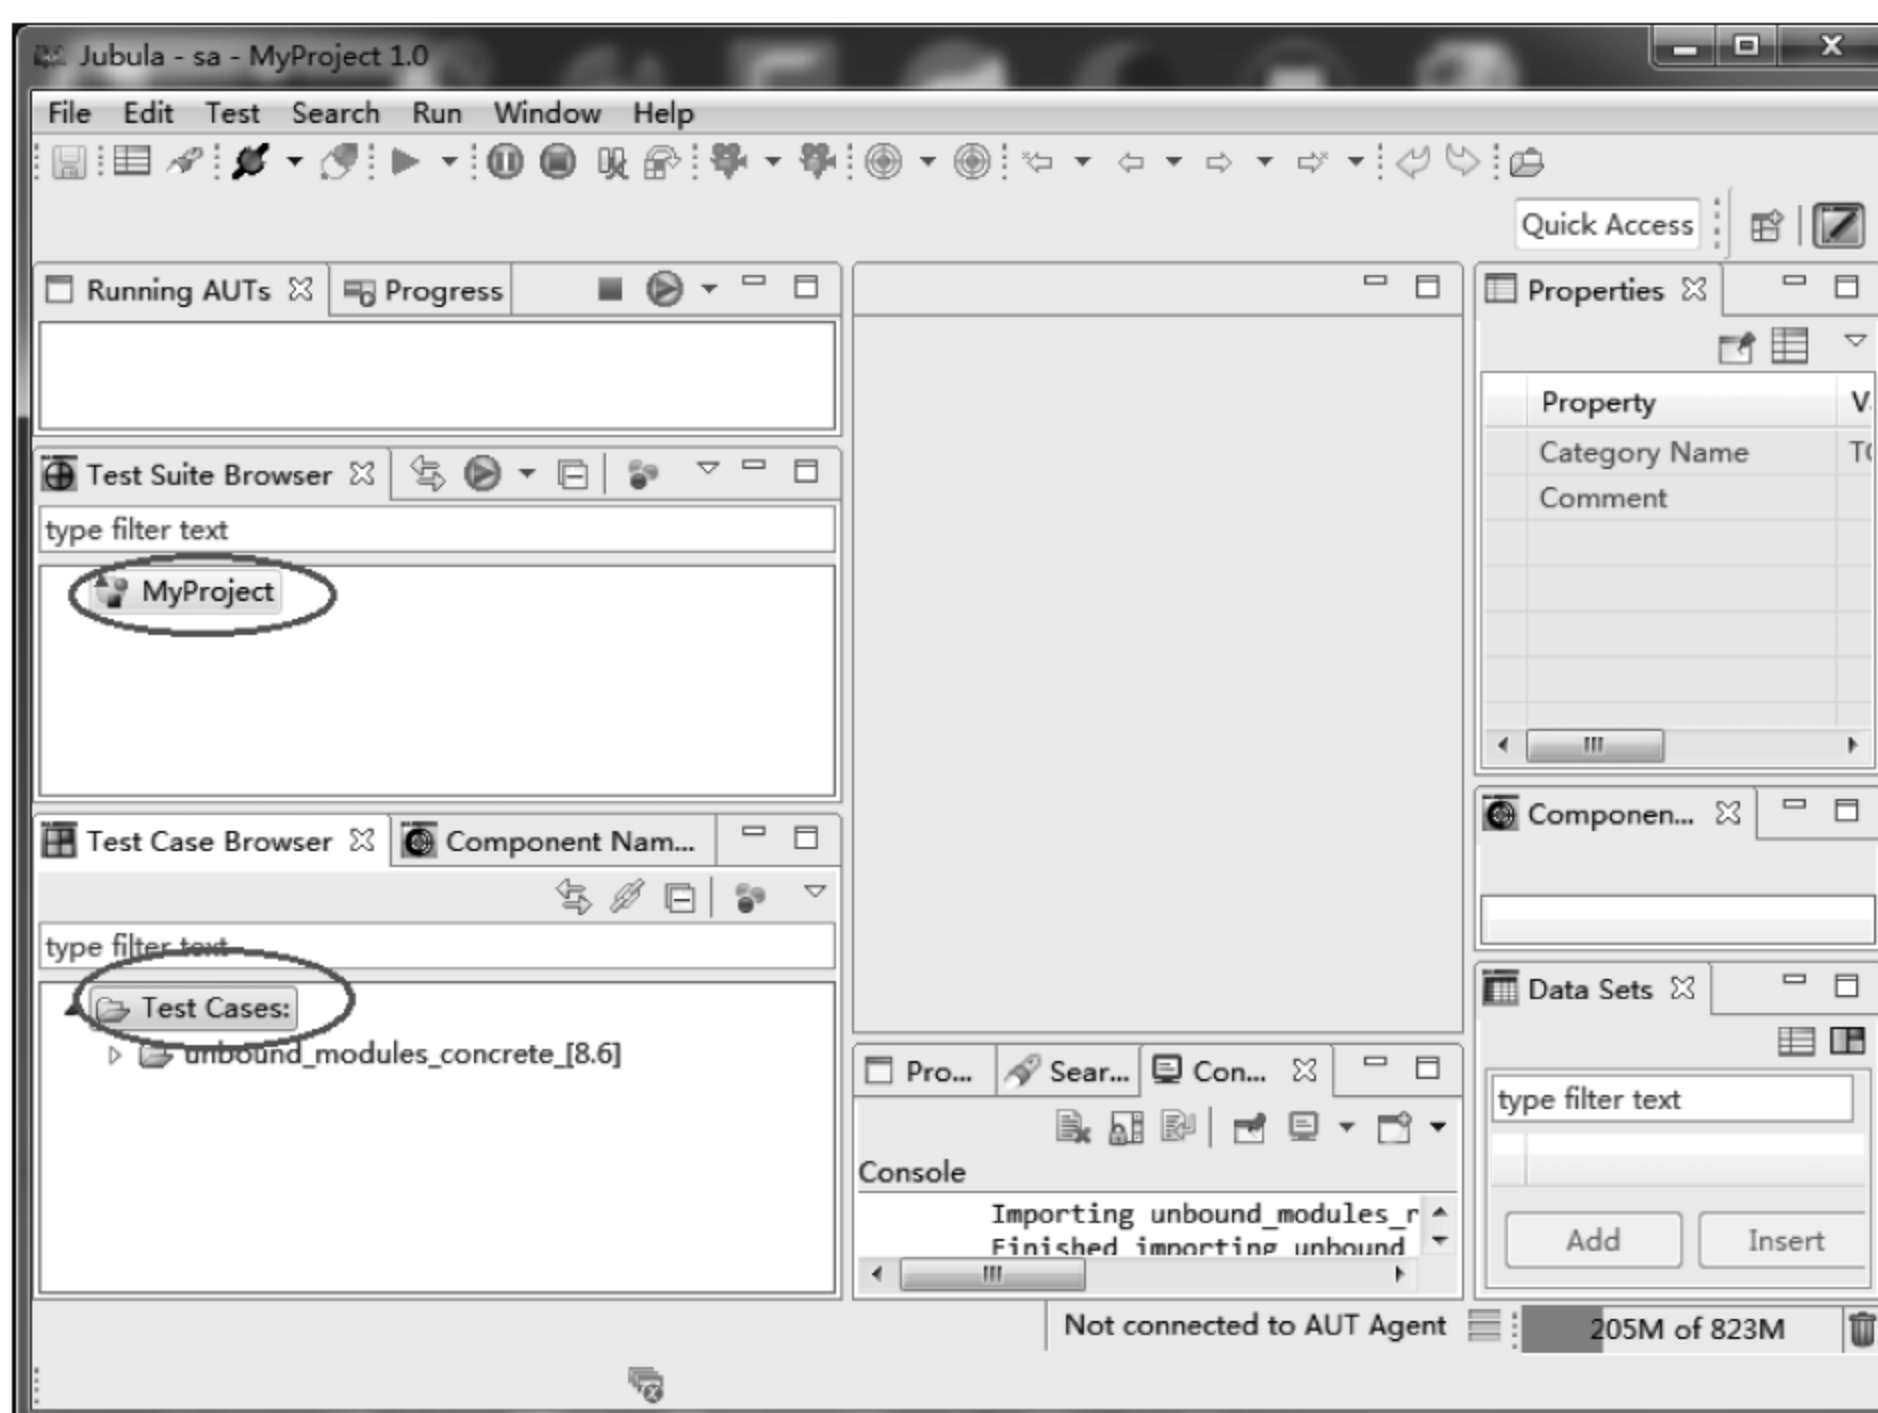 Jubula - sa - MyProject 1.0
File Edit Test Search Run Window Help
Quick Access
Running AUTs Progress
Test Suite Browser
type filter text
MyProject
Test Case Browser Component Nam...
type filter text
Test Cases:
unbound_modules_concrete_[8.6]
Pro... Sear... Con...
Console
Importing unbound_modules_r
Finished importing unbound
Properties
Property V
Category Name
Comment
Componen...
Data Sets
type filter text
Add Insert
Not connected to AUT Agent 205M of 823M